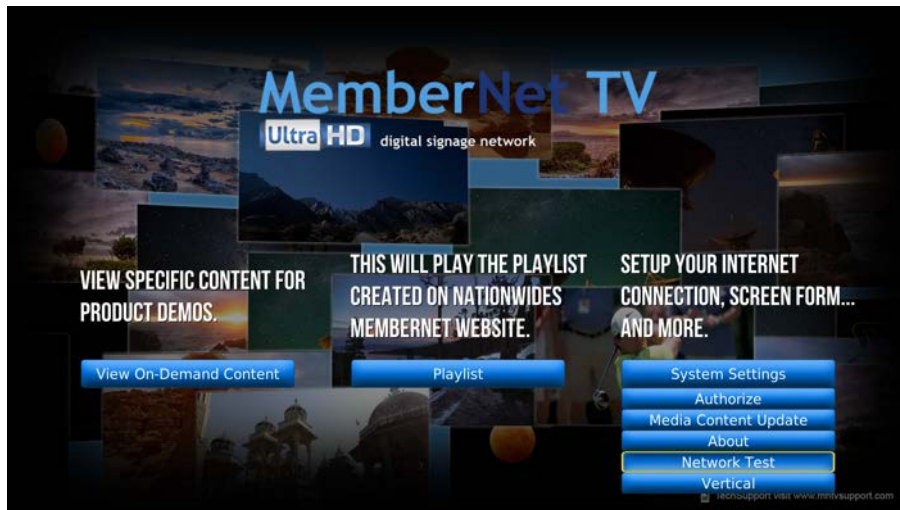 MemberNet TV
Ultra HD digital signage network
VIEW SPECIFIC CONTENT FOR
PRODUCT DEMOS.
View On-Demand Content
THIS WILL PLAY THE PLAYLIST
CREATED ON NATIONWIDES
MEMBERNET WEBSITE.
Playlist
SETUP YOUR INTERNET
CONNECTION, SCREEN FORM...
AND MORE.
System Settings
Authorize
Media Content Update
About
Network Test
Vertical
TechSupport visit www.mntvsupport.com